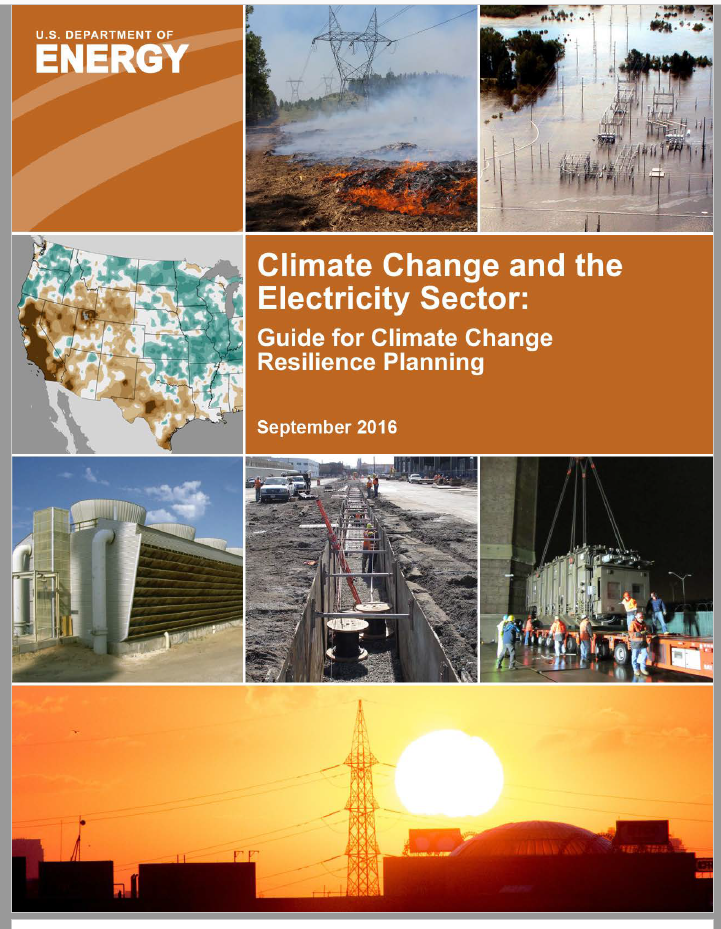 U.S. DEPARTMENT OF
ENERGY
Climate Change and the
Electricity Sector:
Guide for Climate Change
Resilience Planning
September 2016